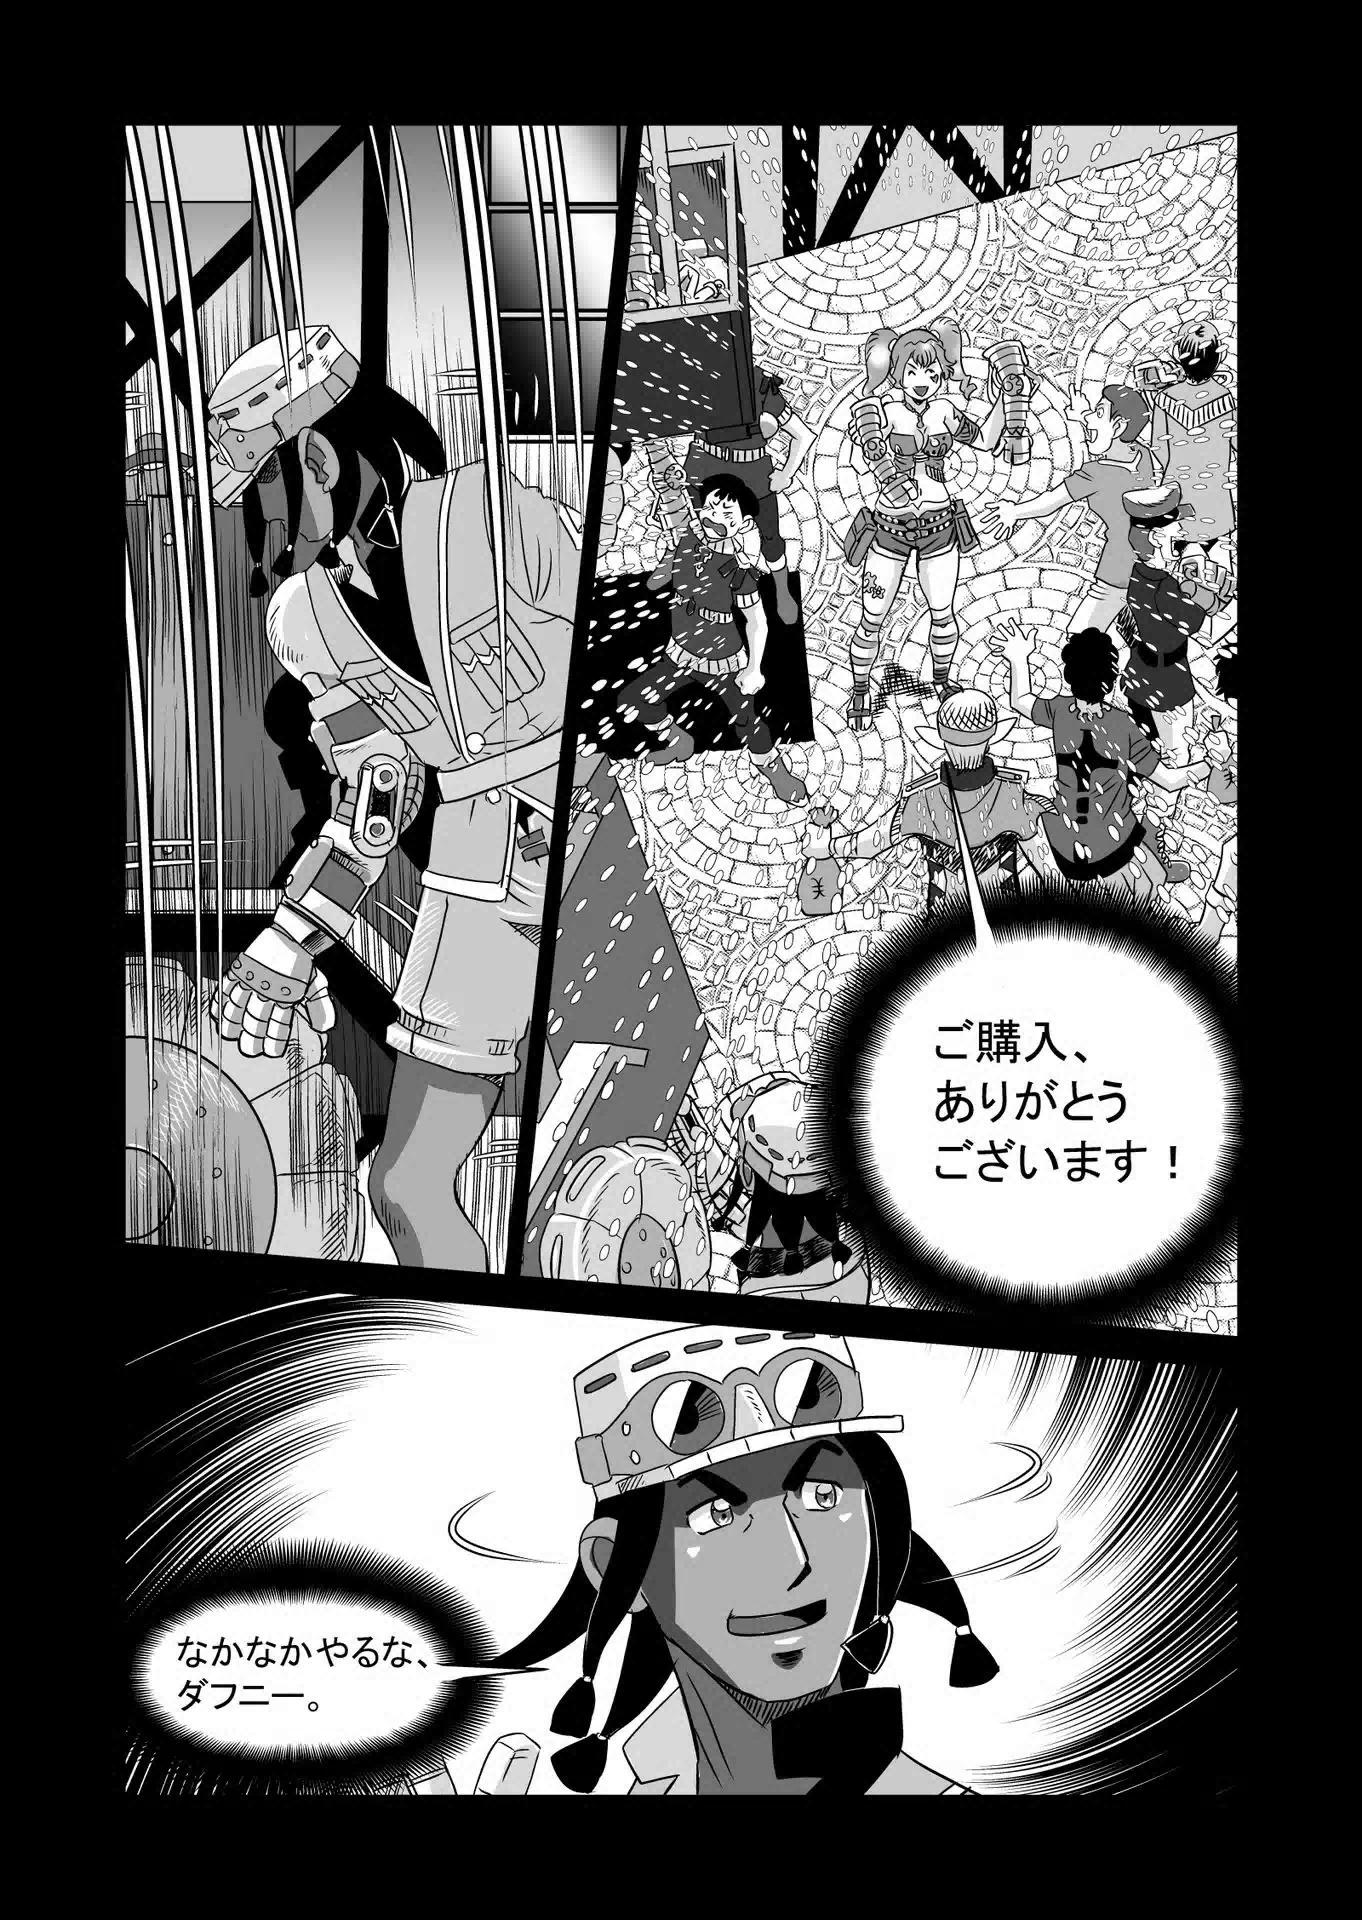 ご購入、
ありがとう
ございます！
なかなかやるな、
ダフニー。